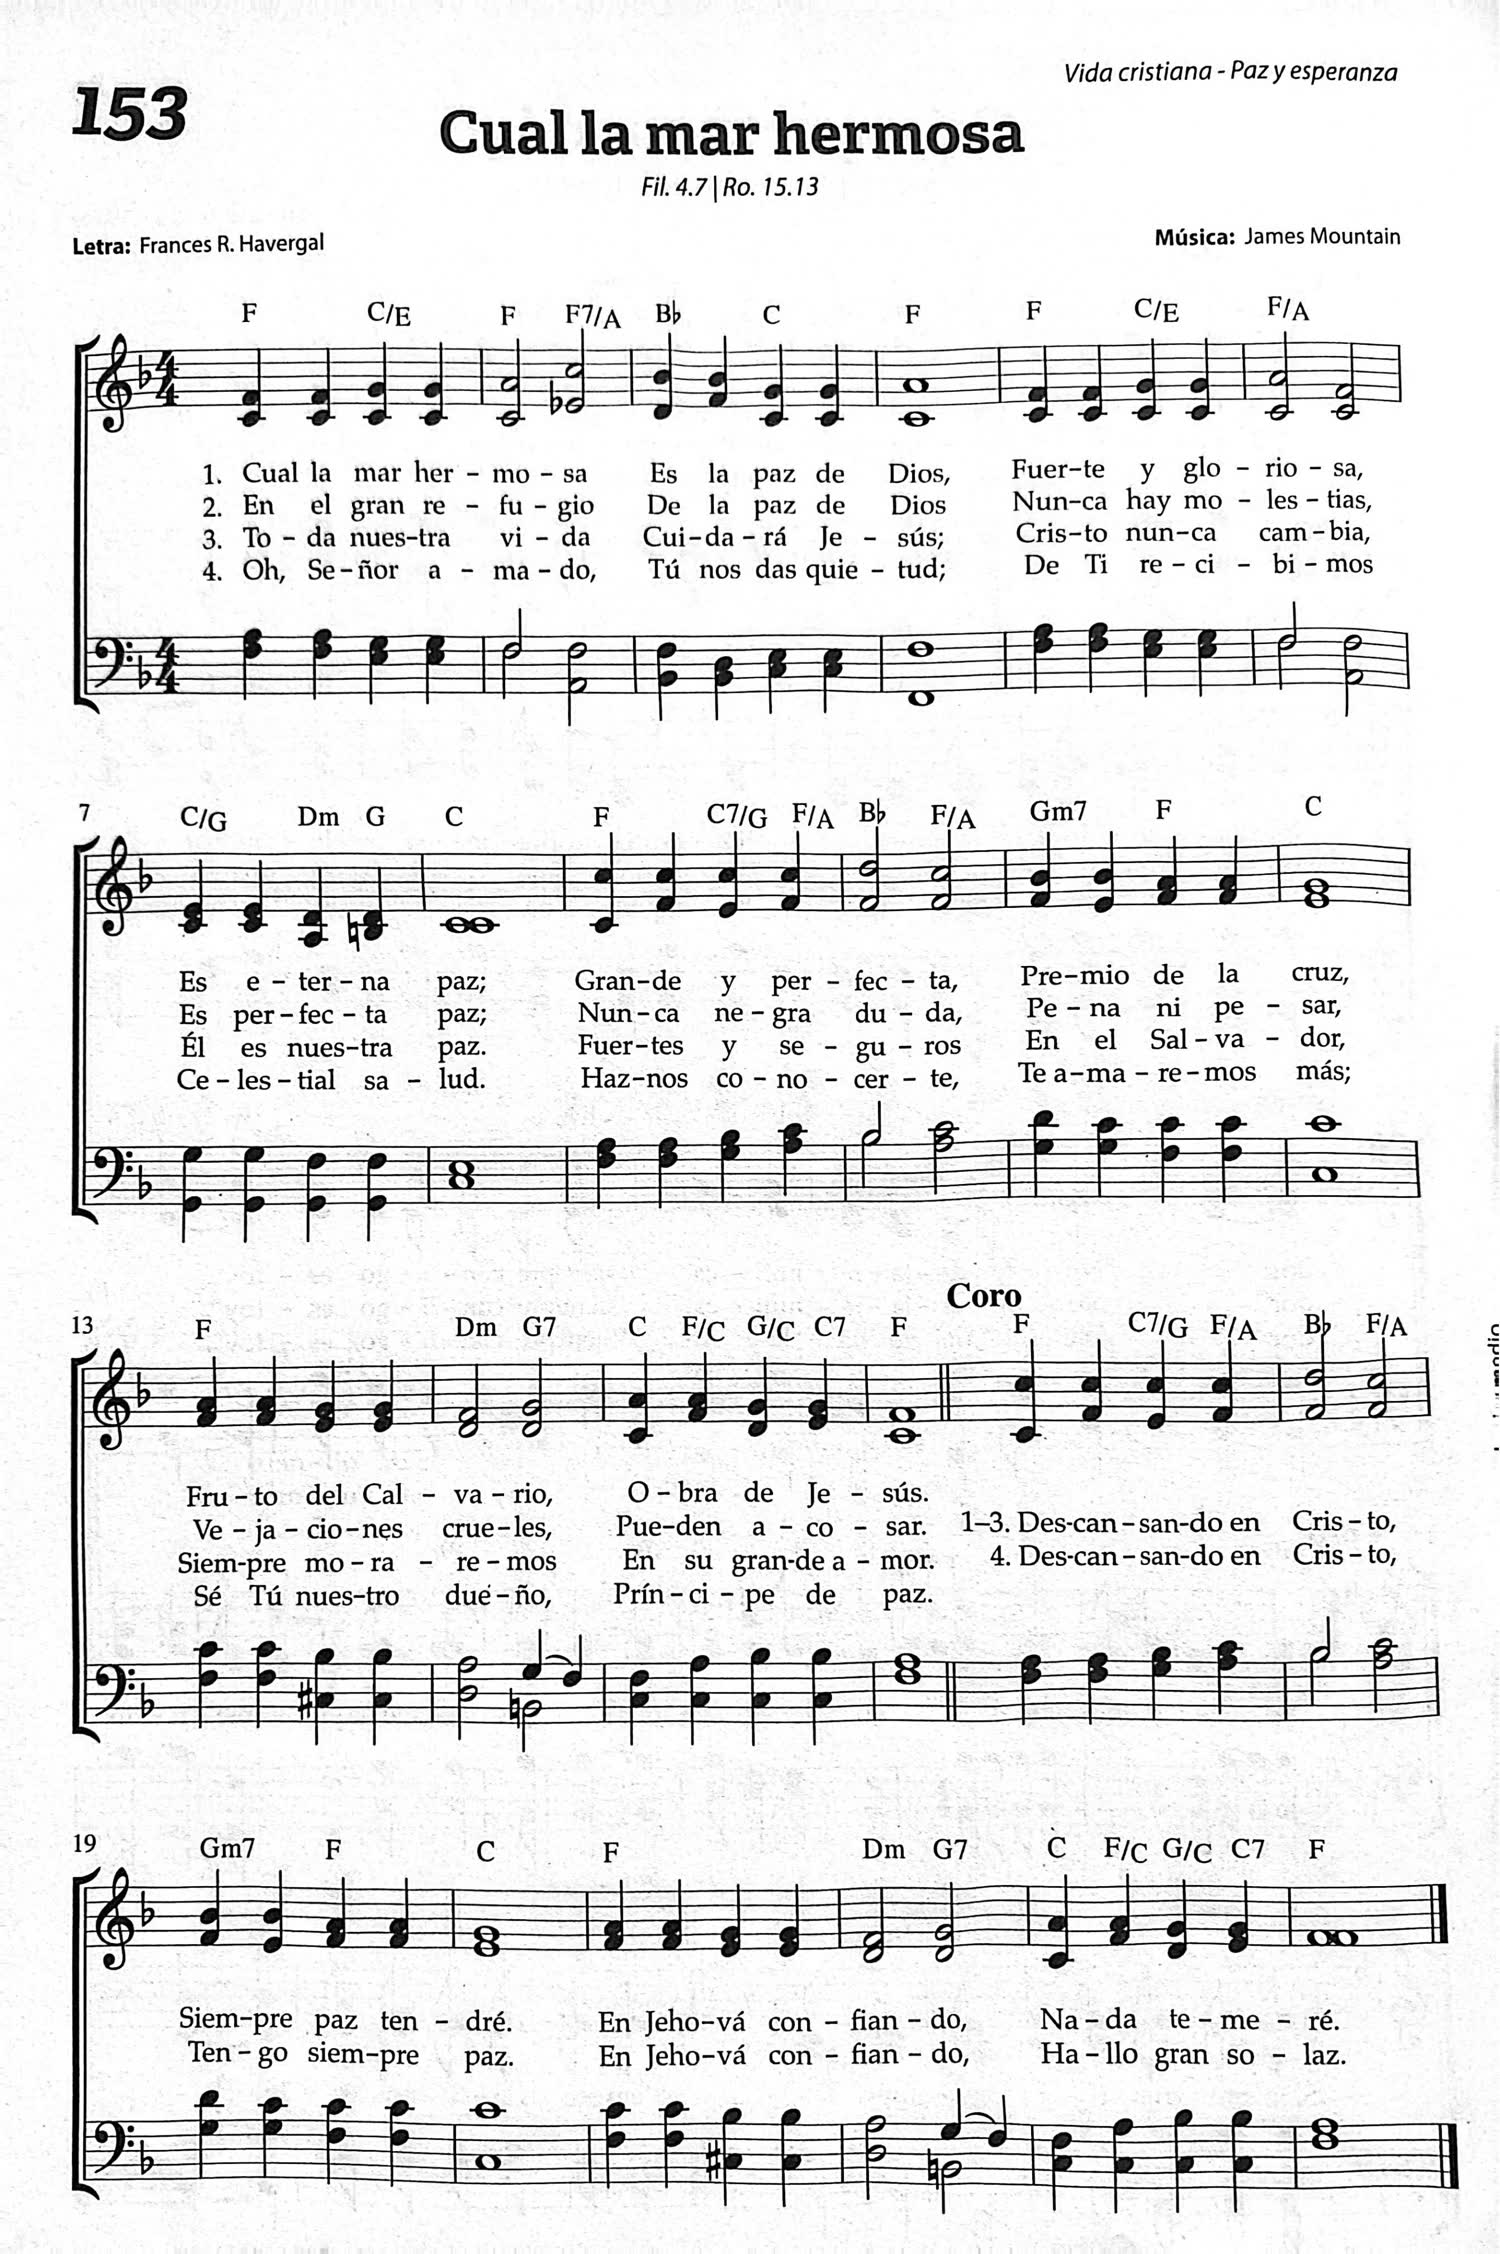 Vida cristiana - Paz y esperanza
153
Cual la mar hermosa
Fil. 4.7 | Ro. 15.13
Letra: Frances R. Havergal
Música: James Mountain
F C/E F F7/A B♭ C F F C/E F/A
1. Cual la mar her – mo – sa Es la paz de Dios, Fuer–te y glo – rio – sa,
2. En el gran re – fu – gio De la paz de Dios Nun–ca hay mo – les – tias,
3. To – da nues–tra vi – da Cui–da – rá Je – sús; Cris–to nun–ca cam–bia,
4. Oh, Se–ñor a – ma – do, Tú nos das quie – tud; De Ti re – ci – bi – mos
7
C/G Dm G C F C7/G F/A B♭ F/A Gm7 F C
Es e – ter – na paz; Gran–de y per – fec – ta, Pre–mio de la cruz,
Es per–fec – ta paz; Nun–ca ne – gra du – da, Pe – na ni pe – sar,
Él es nues–tra paz. Fuer–tes y se – gu – ros En el Sal – va – dor,
Ce – les – tial sa – lud. Haz–nos co – no – cer – te, Te a–ma – re–mos más;
Coro
13
F Dm G7 C F/C G/C C7 F F C7/G F/A B♭ F/A
Fru – to del Cal – va – rio, O – bra de Je – sús.
Ve – ja – cio–nes crue–les, Pue–den a – co – sar. 1–3. Des-can – san-do en Cris – to,
Siem–pre mo – ra – re – mos En su gran-de a – mor. 4. Des-can – san-do en Cris – to,
Sé Tú nues–tro due–ño, Prín – ci – pe de paz.
19
Gm7 F C F Dm G7 C F/C G/C C7 F
Siem–pre paz ten – dré. En Jeho–vá con – fian – do, Na – da te – me – ré.
Ten – go siem–pre paz. En Jeho–vá con – fian – do, Ha – llo gran so – laz.